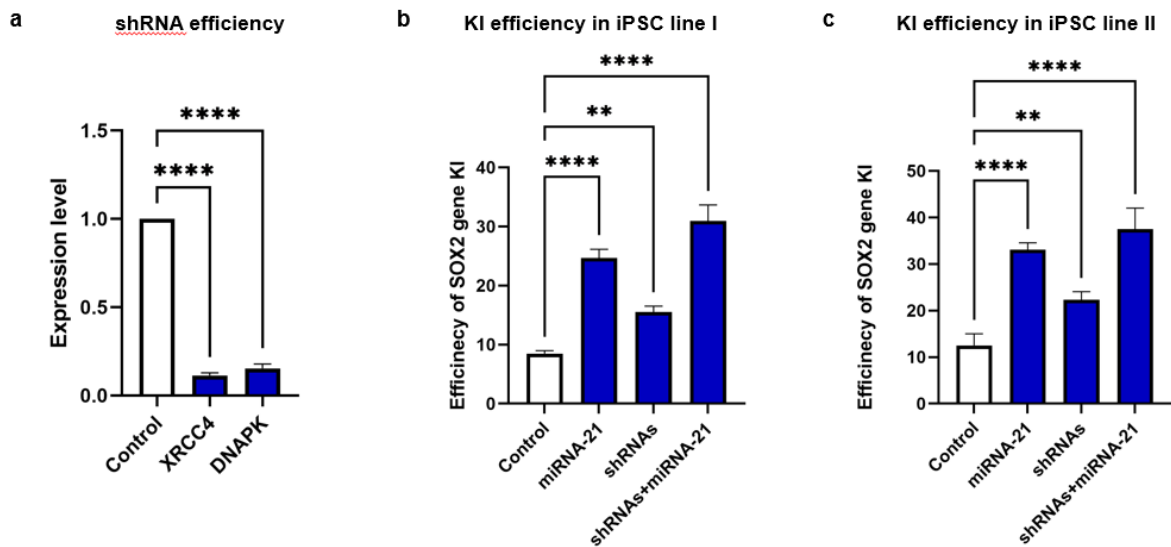 a
shRNA efficiency
Expression level
1.5
1.0
0.5
0.0
****
****
Control
XRCC4
DNAPK
b
KI efficiency in iPSC line I
Efficinecy of SOX2 gene KI
40
30
20
10
0
****
**
****
Control
miRNA-21
shRNAs
shRNAs+miRNA-21
c
KI efficiency in iPSC line II
Efficinecy of SOX2 gene KI
50
40
30
20
10
0
****
**
****
Control
miRNA-21
shRNAs
shRNAs+miRNA-21